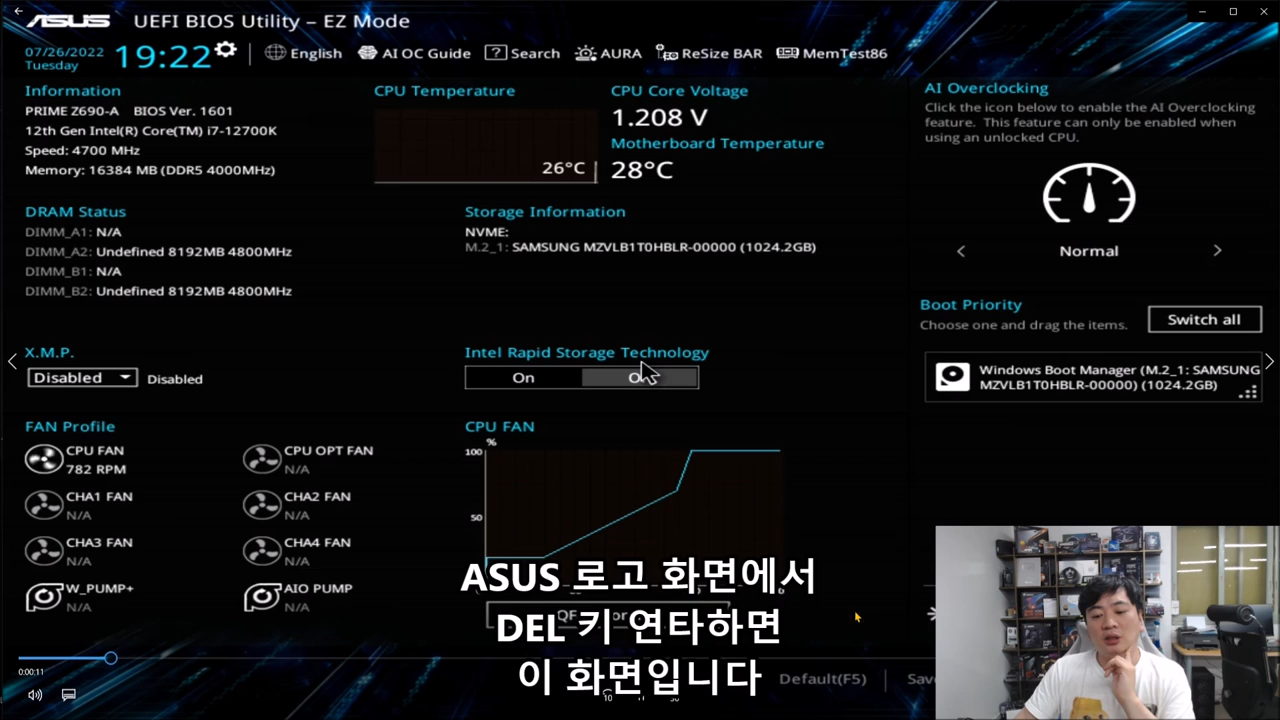 ASUS UEFI BIOS Utility – EZ Mode
07/26/2022
Tuesday
19:22
English
AI OC Guide
? Search
AURA
ReSize BAR
MemTest86
Information
PRIME Z690-A BIOS Ver. 1601
12th Gen Intel(R) Core(TM) i7-12700K
Speed: 4700 MHz
Memory: 16384 MB (DDR5 4000MHz)
CPU Temperature
26°C
CPU Core Voltage
1.208 V
Motherboard Temperature
28°C
AI Overclocking
Click the icon below to enable the AI Overclocking
feature. This feature can only be enabled when
using an unlocked CPU.
Normal
DRAM Status
DIMM_A1: N/A
DIMM_A2: Undefined 8192MB 4800MHz
DIMM_B1: N/A
DIMM_B2: Undefined 8192MB 4800MHz
Storage Information
NVME:
M.2_1: SAMSUNG MZVLB1T0HBLR-00000 (1024.2GB)
Boot Priority
Choose one and drag the items.
Switch all
Windows Boot Manager (M.2_1: SAMSUNG
MZVLB1T0HBLR-00000) (1024.2GB)
X.M.P.
Disabled
Disabled
Intel Rapid Storage Technology
On
FAN Profile
CPU FAN
782 RPM
CPU OPT FAN
N/A
CHA1 FAN
N/A
CHA2 FAN
N/A
CHA3 FAN
N/A
CHA4 FAN
N/A
W_PUMP+
N/A
AIO PUMP
N/A
CPU FAN
%
100
50
ASUS 로고 화면에서
DEL 키 연타하면
이 화면입니다
0:00:11
10
30
Default(F5)